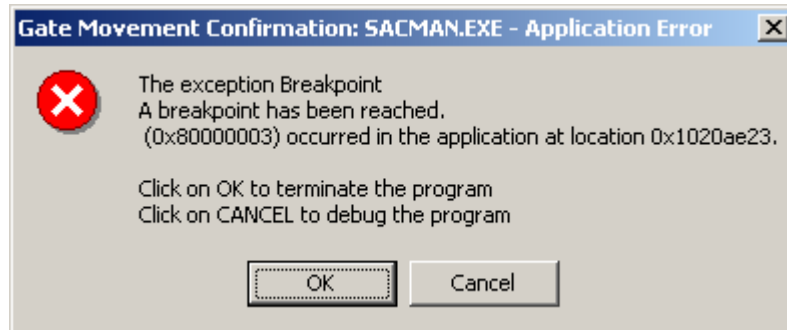 Gate Movement Confirmation: SACMAN.EXE - Application Error
The exception Breakpoint
A breakpoint has been reached.
(0x80000003) occurred in the application at location 0x1020ae23.
Click on OK to terminate the program
Click on CANCEL to debug the program
OK
Cancel